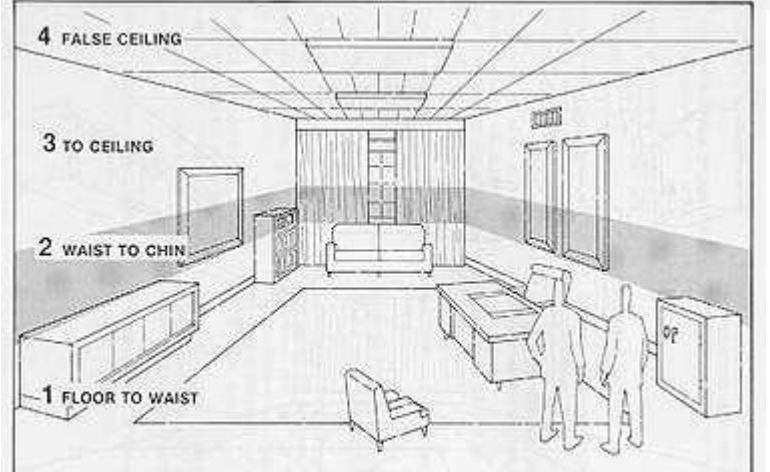 4 FALSE CEILING
3 TO CEILING
2 WAIST TO CHIN
1 FLOOR TO WAIST